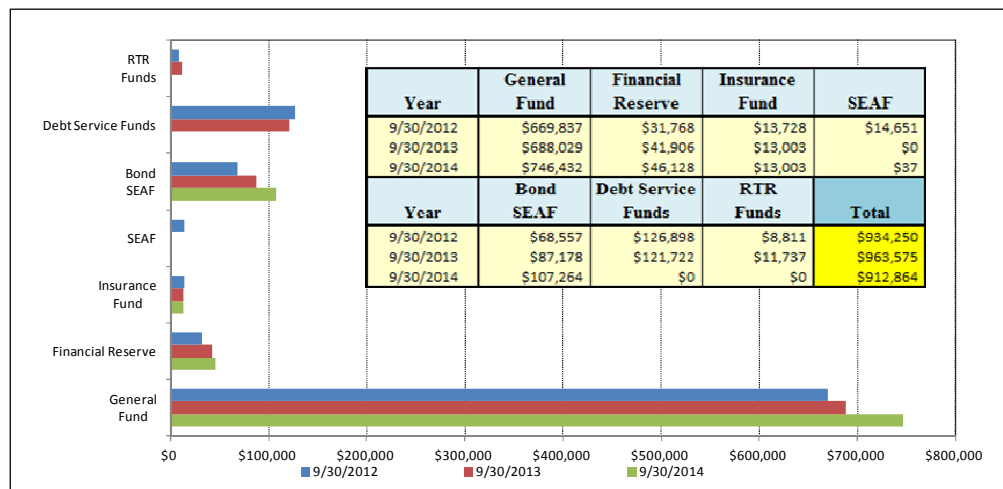 RTR
Funds
Debt Service Funds
Bond
SEAF
SEAF
Insurance
Fund
Financial Reserve
General
Fund
Year General Fund Financial Reserve Insurance Fund SEAF
9/30/2012 $669,837 $31,768 $13,728 $14,651
9/30/2013 $688,029 $41,906 $13,003 $0
9/30/2014 $746,432 $46,128 $13,003 $37
Year Bond SEAF Debt Service Funds RTR Funds Total
9/30/2012 $68,557 $126,898 $8,811 $934,250
9/30/2013 $87,178 $121,722 $11,737 $963,575
9/30/2014 $107,264 $0 $0 $912,864
$0 $100,000 $200,000 $300,000 $400,000 $500,000 $600,000 $700,000 $800,000
9/30/2012 9/30/2013 9/30/2014